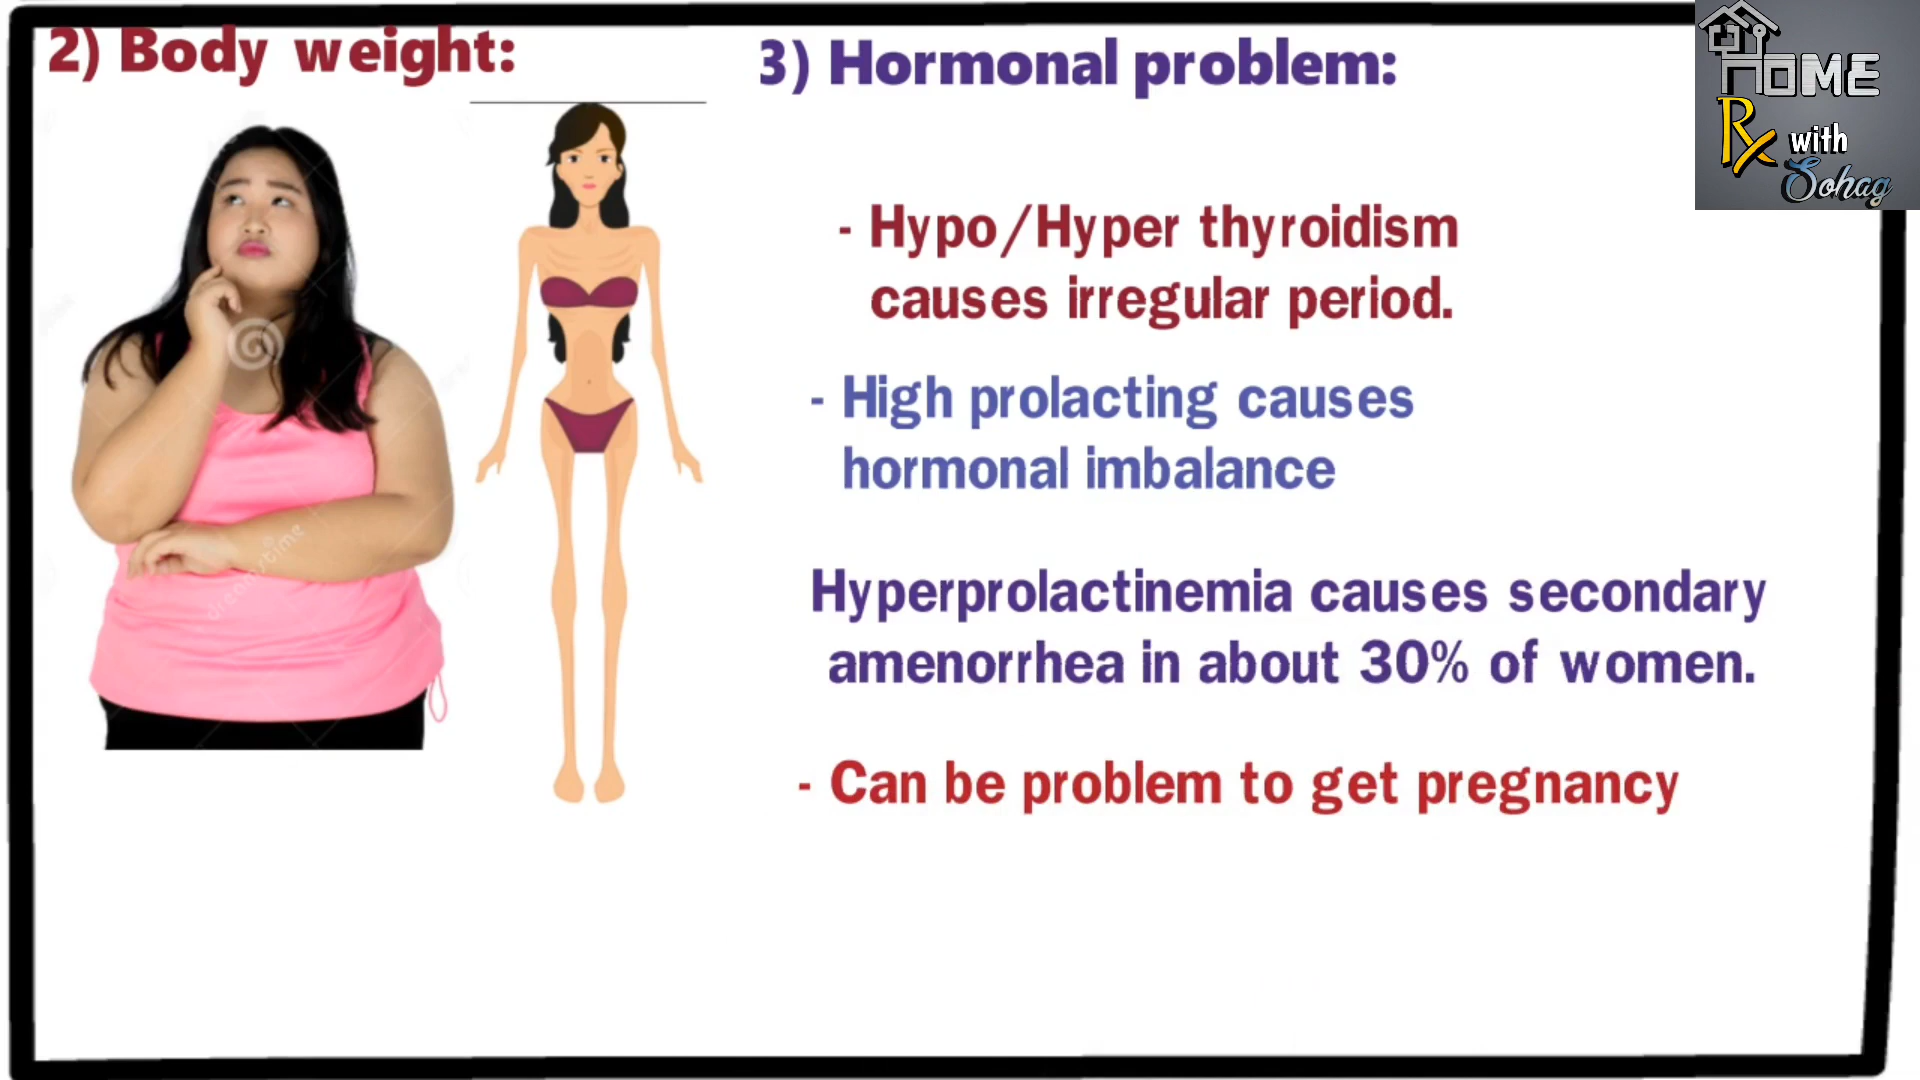 2) Body weight:
3) Hormonal problem:
HOME
Rx with
Sohag
- Hypo/Hyper thyroidism
causes irregular period.
- High prolacting causes
hormonal imbalance
Hyperprolactinemia causes secondary
amenorrhea in about 30% of women.
- Can be problem to get pregnancy
dreamstime